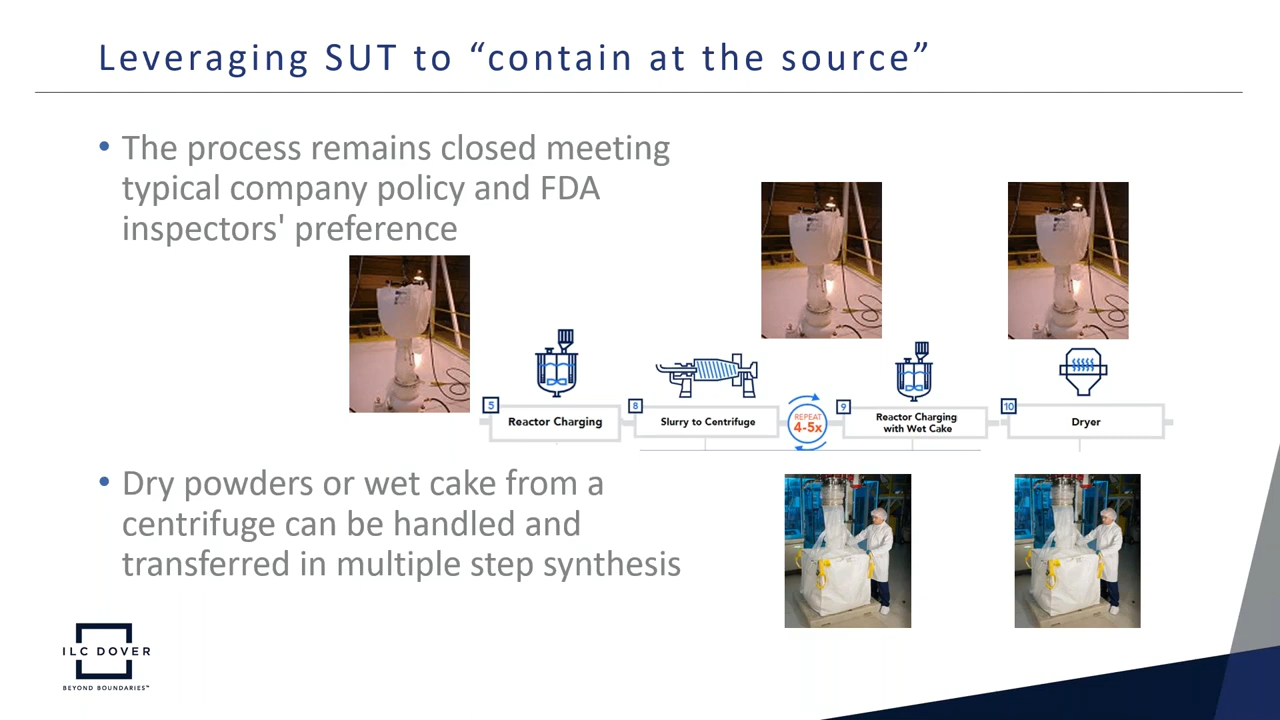 Leveraging SUT to “contain at the source”
• The process remains closed meeting
typical company policy and FDA
inspectors' preference
5
Reactor Charging
8
Slurry to Centrifuge
REPEAT
4-5x
9
Reactor Charging
with Wet Cake
10
Dryer
• Dry powders or wet cake from a
centrifuge can be handled and
transferred in multiple step synthesis
ILC DOVER
BEYOND BOUNDARIES™